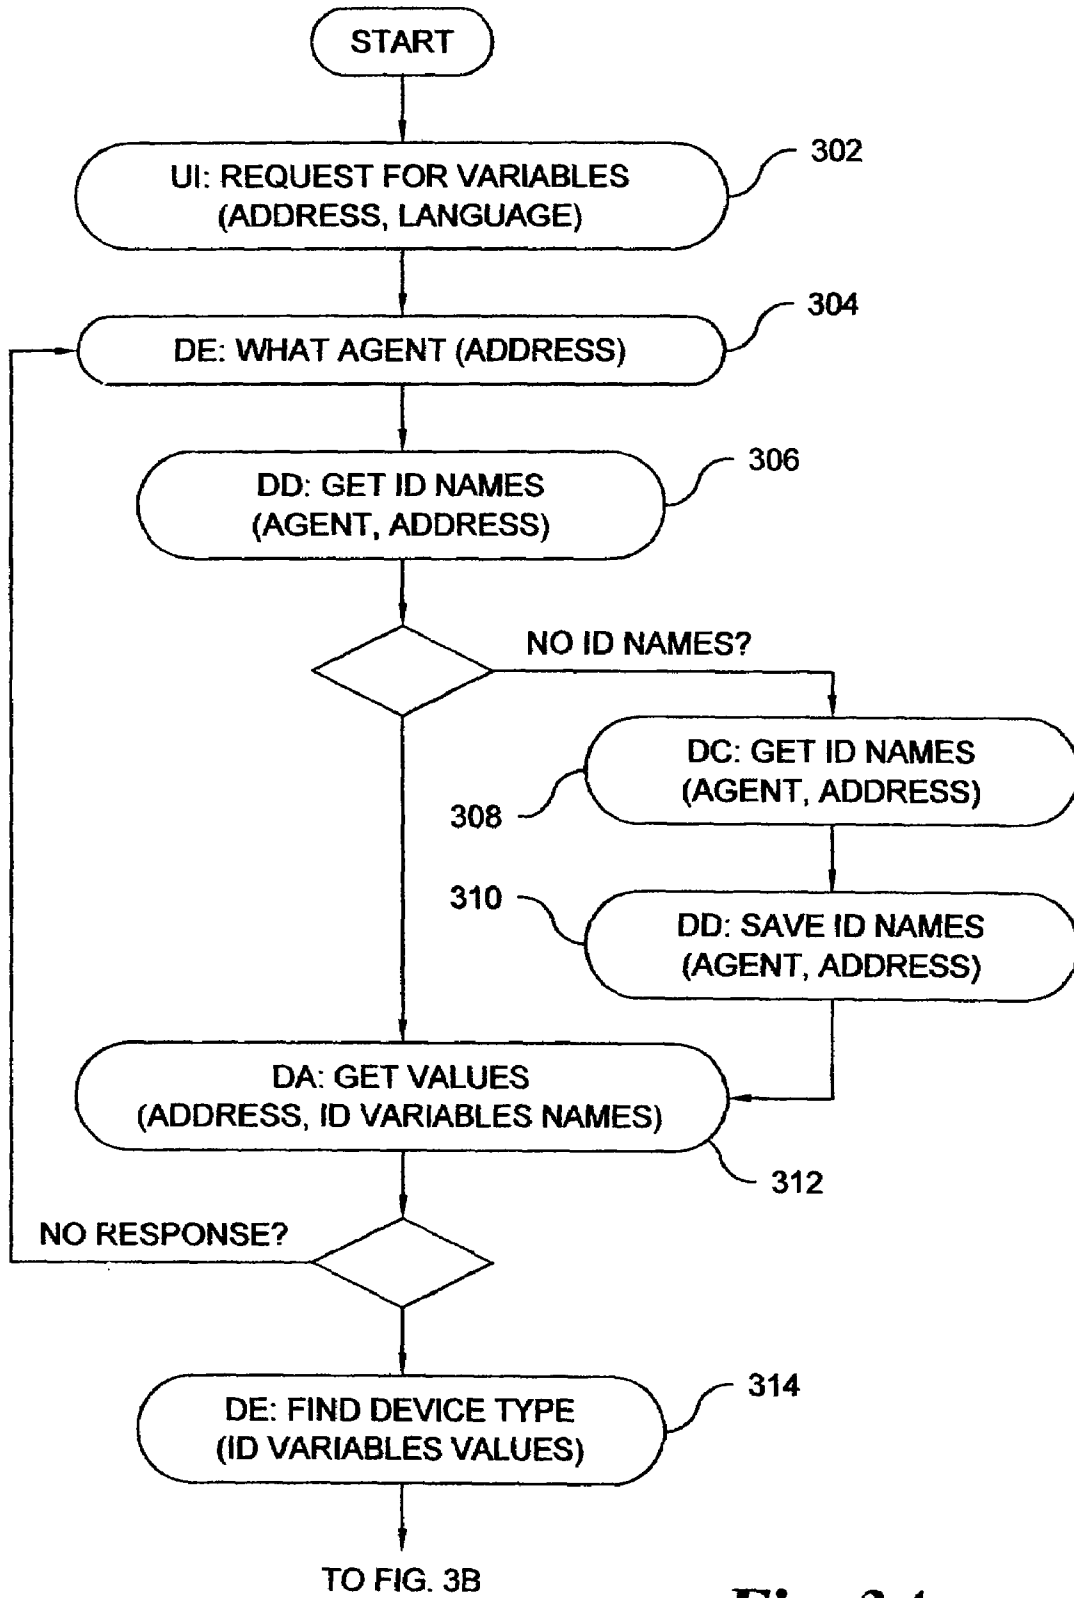 START
UI: REQUEST FOR VARIABLES
(ADDRESS, LANGUAGE)
302
DE: WHAT AGENT (ADDRESS)
304
DD: GET ID NAMES
(AGENT, ADDRESS)
306
NO ID NAMES?
DC: GET ID NAMES
(AGENT, ADDRESS)
308
310
DD: SAVE ID NAMES
(AGENT, ADDRESS)
DA: GET VALUES
(ADDRESS, ID VARIABLES NAMES)
312
NO RESPONSE?
DE: FIND DEVICE TYPE
(ID VARIABLES VALUES)
314
TO FIG. 3B